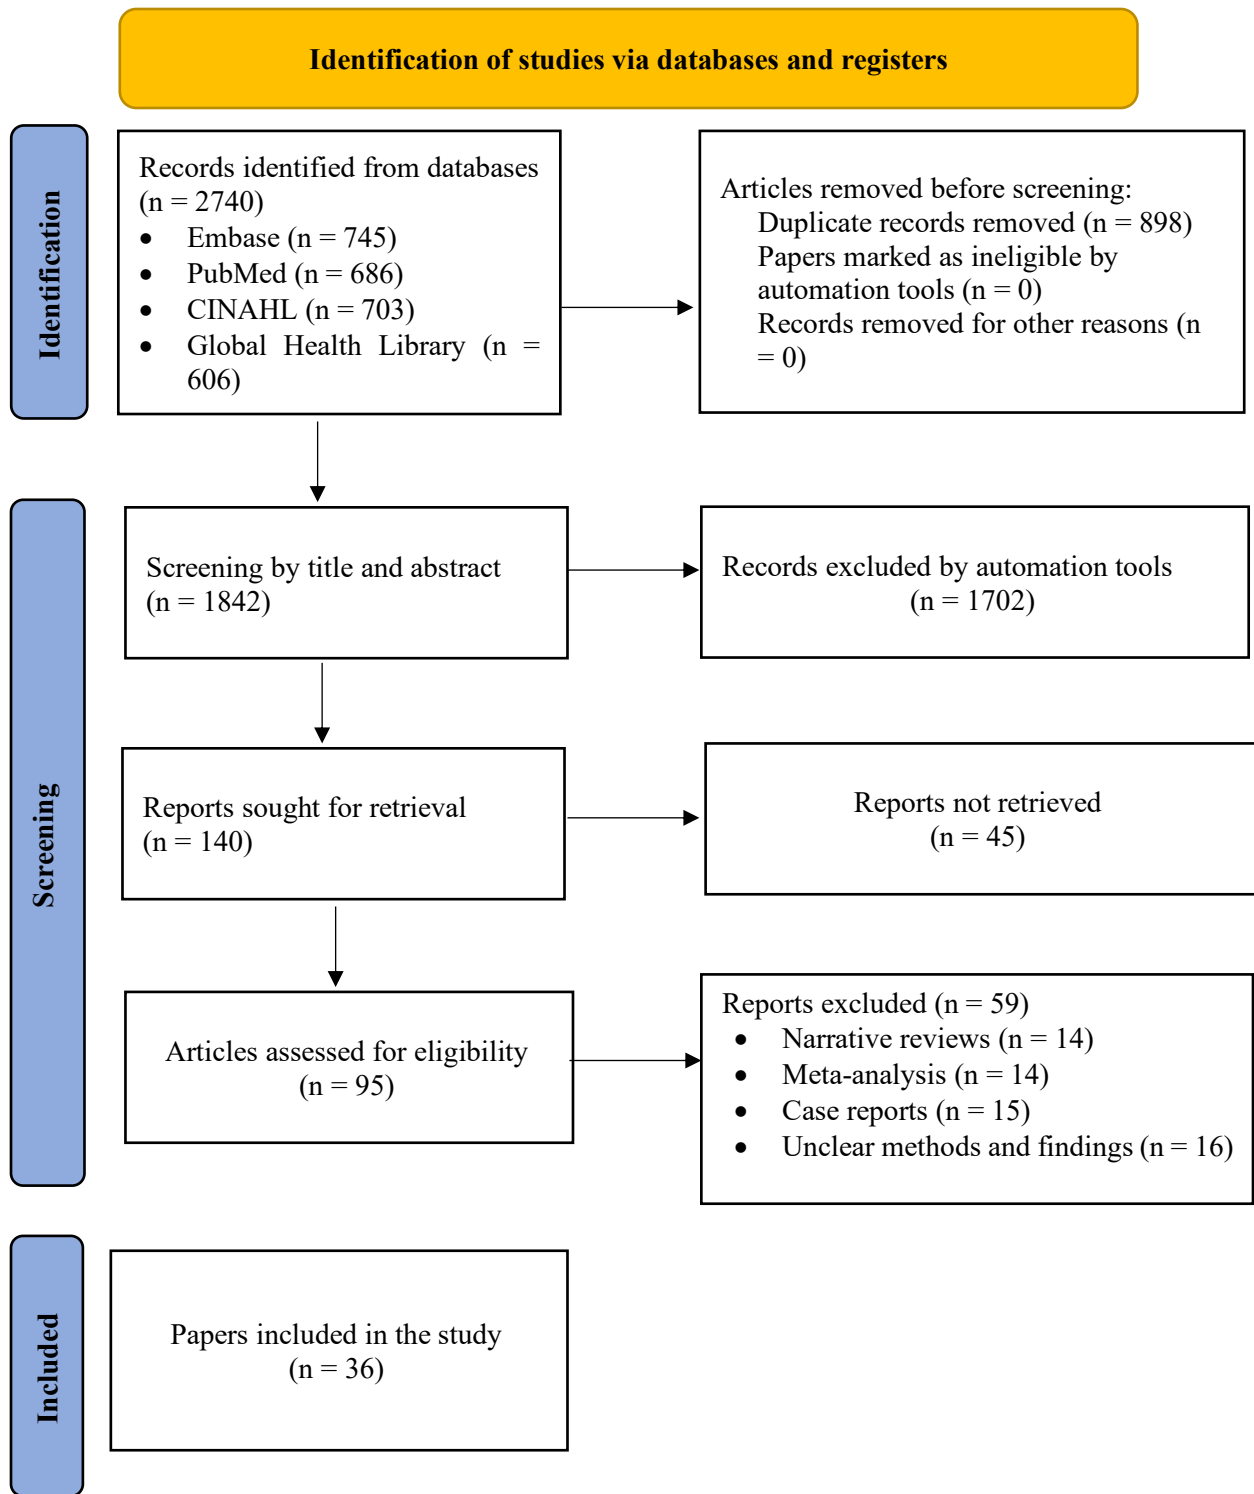 Identification of studies via databases and registers
Identification
Records identified from databases
(n = 2740)
• Embase (n = 745)
• PubMed (n = 686)
• CINAHL (n = 703)
• Global Health Library (n =
606)
Articles removed before screening:
Duplicate records removed (n = 898)
Papers marked as ineligible by
automation tools (n = 0)
Records removed for other reasons (n
= 0)
Screening
Screening by title and abstract
(n = 1842)
Records excluded by automation tools
(n = 1702)
Reports sought for retrieval
(n = 140)
Reports not retrieved
(n = 45)
Articles assessed for eligibility
(n = 95)
Reports excluded (n = 59)
• Narrative reviews (n = 14)
• Meta-analysis (n = 14)
• Case reports (n = 15)
• Unclear methods and findings (n = 16)
Included
Papers included in the study
(n = 36)